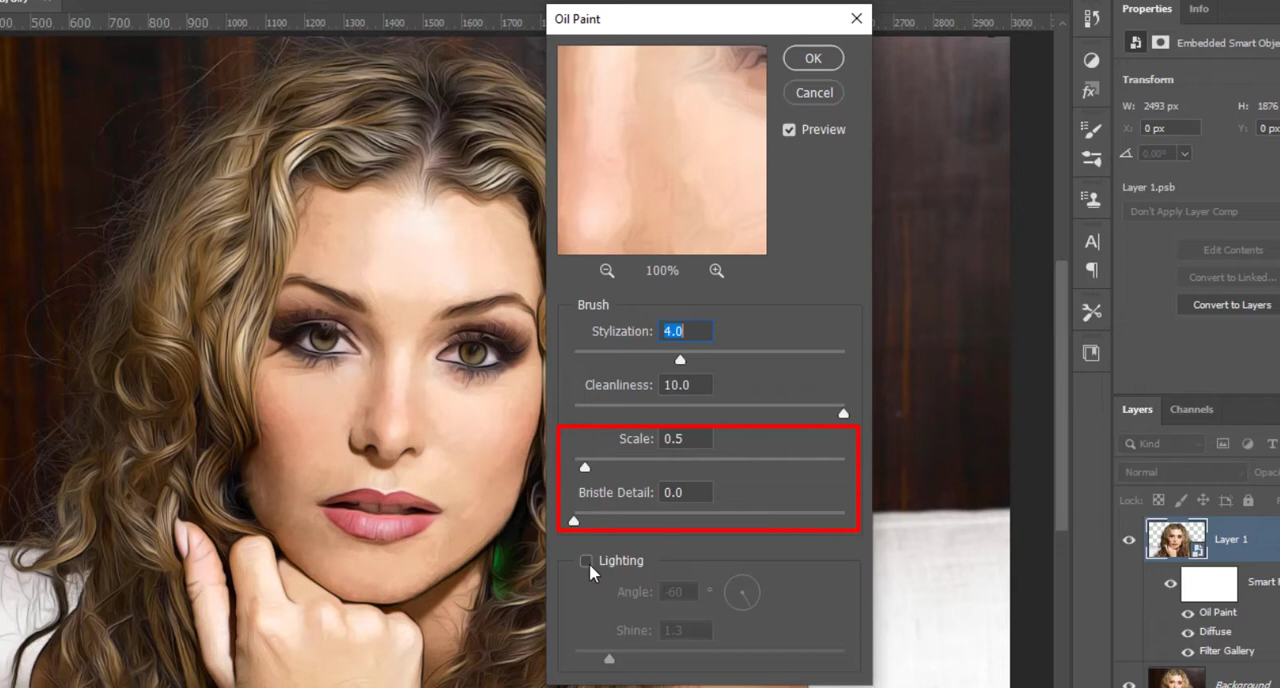 500 600 700 800 900 1000 1100 1200 1300 1400 1500 1600 1700
Oil Paint
2700 2800 2900 3000
Properties Info
OK
Cancel
Preview
100%
Brush
Stylization: 4.0
Cleanliness: 10.0
Scale: 0.5
Bristle Detail: 0.0
Lighting
Angle: -60 °
Shine: 1.3
Embedded Smart Obje
Transform
W: 2493 px H: 1876
X: 0 px Y: 0 px
0.00°
Layer 1.psb
Don't Apply Layer Comp
Edit Contents
Convert to Linked...
Convert to Layers
Layers Channels
Kind
Normal Opac
Lock:
Layer 1
Smart
Oil Paint
Diffuse
Filter Gallery
Background